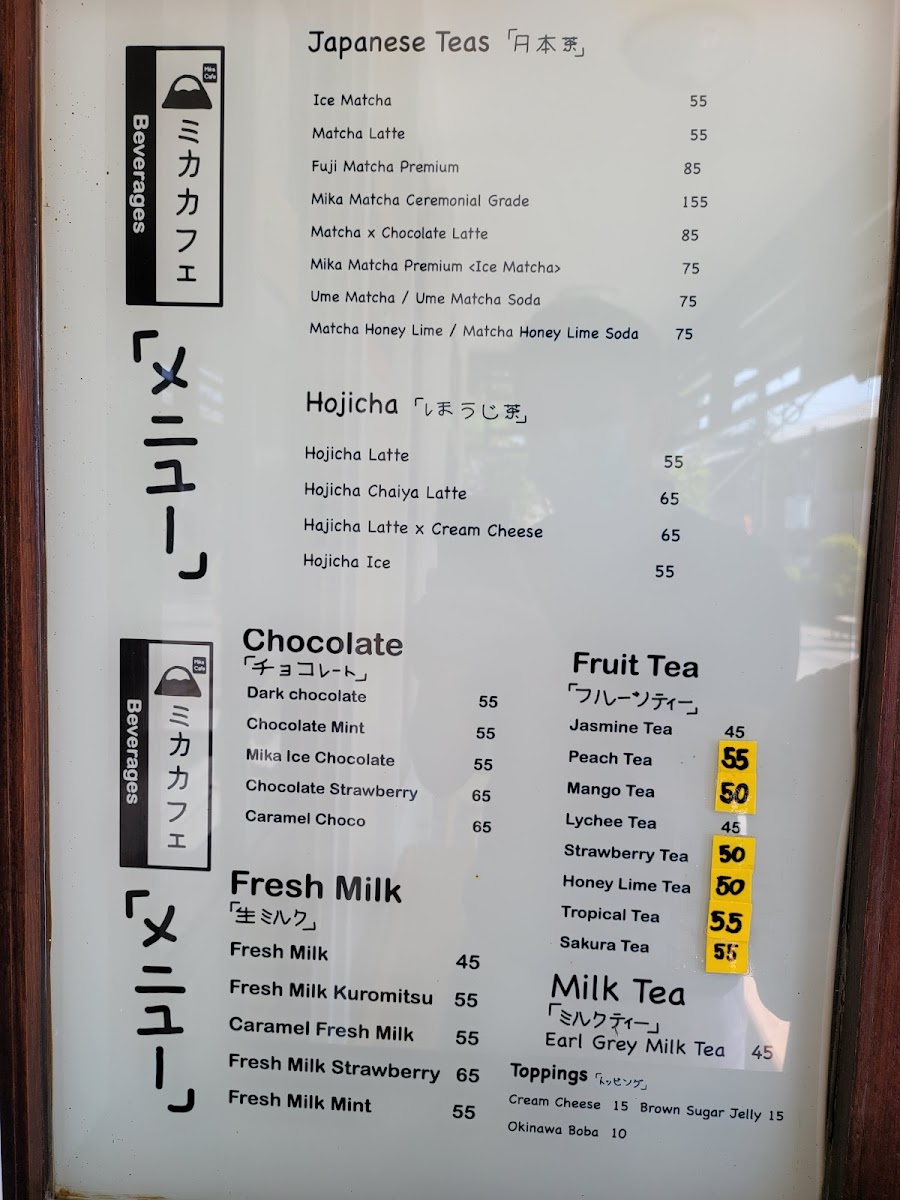 Mika Cafe
ミカカフェ
Beverages
「メニュー」
Japanese Teas 「日本茶」
Ice Matcha 55
Matcha Latte 55
Fuji Matcha Premium 85
Mika Matcha Ceremonial Grade 155
Matcha x Chocolate Latte 85
Mika Matcha Premium <Ice Matcha> 75
Ume Matcha / Ume Matcha Soda 75
Matcha Honey Lime / Matcha Honey Lime Soda 75
Hojicha 「ほうじ茶」
Hojicha Latte 55
Hojicha Chaiya Latte 65
Hajicha Latte x Cream Cheese 65
Hojicha Ice 55
Mika Cafe
ミカカフェ
Beverages
「メニュー」
Chocolate
「チョコレート」
Dark chocolate 55
Chocolate Mint 55
Mika Ice Chocolate 55
Chocolate Strawberry 65
Caramel Choco 65
Fresh Milk
「生ミルク」
Fresh Milk 45
Fresh Milk Kuromitsu 55
Caramel Fresh Milk 55
Fresh Milk Strawberry 65
Fresh Milk Mint 55
Fruit Tea
「フルーツティー」
Jasmine Tea 45
Peach Tea 55
Mango Tea 50
Lychee Tea 45
Strawberry Tea 50
Honey Lime Tea 50
Tropical Tea 55
Sakura Tea 55
Milk Tea
「ミルクティー」
Earl Grey Milk Tea 45
Toppings 「トッピング」
Cream Cheese 15 Brown Sugar Jelly 15
Okinawa Boba 10